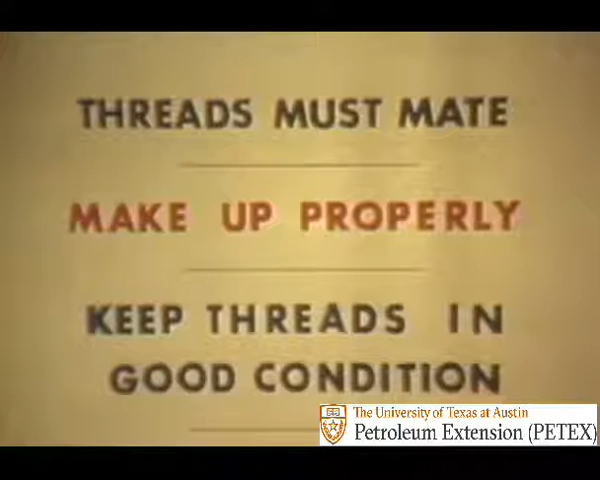 THREADS MUST MATE
MAKE UP PROPERLY
KEEP THREADS IN
GOOD CONDITION
The University of Texas at Austin
Petroleum Extension (PETEX)